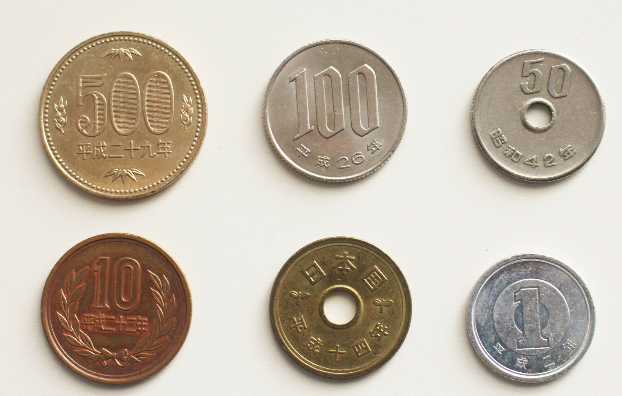 500
平成二十九年
100
平成26年
50
昭和42年
10
平成二十二年
日本国
平成十四年
1
平成
年